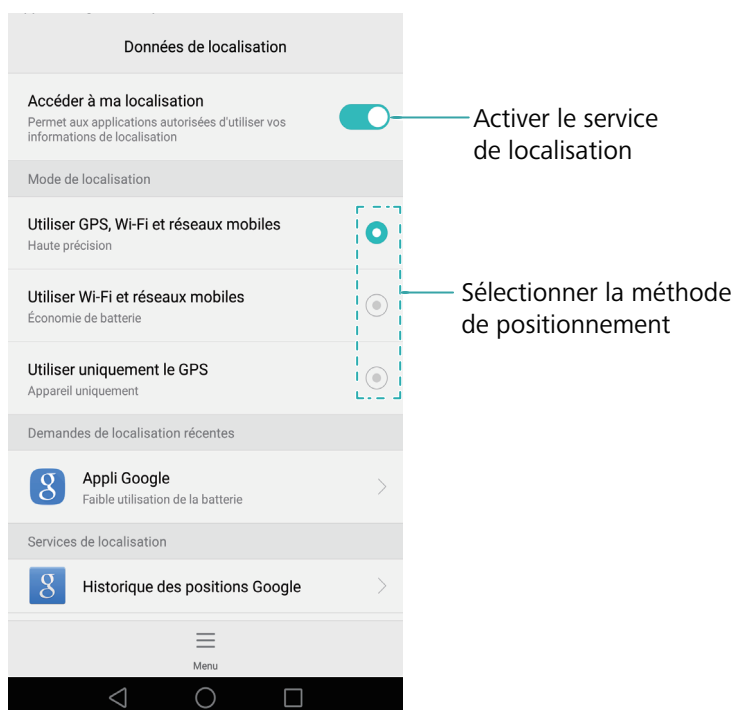 Données de localisation
Accéder à ma localisation
Permet aux applications autorisées d'utiliser vos
informations de localisation
Activer le service
de localisation
Mode de localisation
Utiliser GPS, Wi-Fi et réseaux mobiles
Haute précision
Utiliser Wi-Fi et réseaux mobiles
Économie de batterie
Sélectionner la méthode
de positionnement
Utiliser uniquement le GPS
Appareil uniquement
Demandes de localisation récentes
g
Appli Google
Faible utilisation de la batterie
Services de localisation
g
Historique des positions Google
Menu